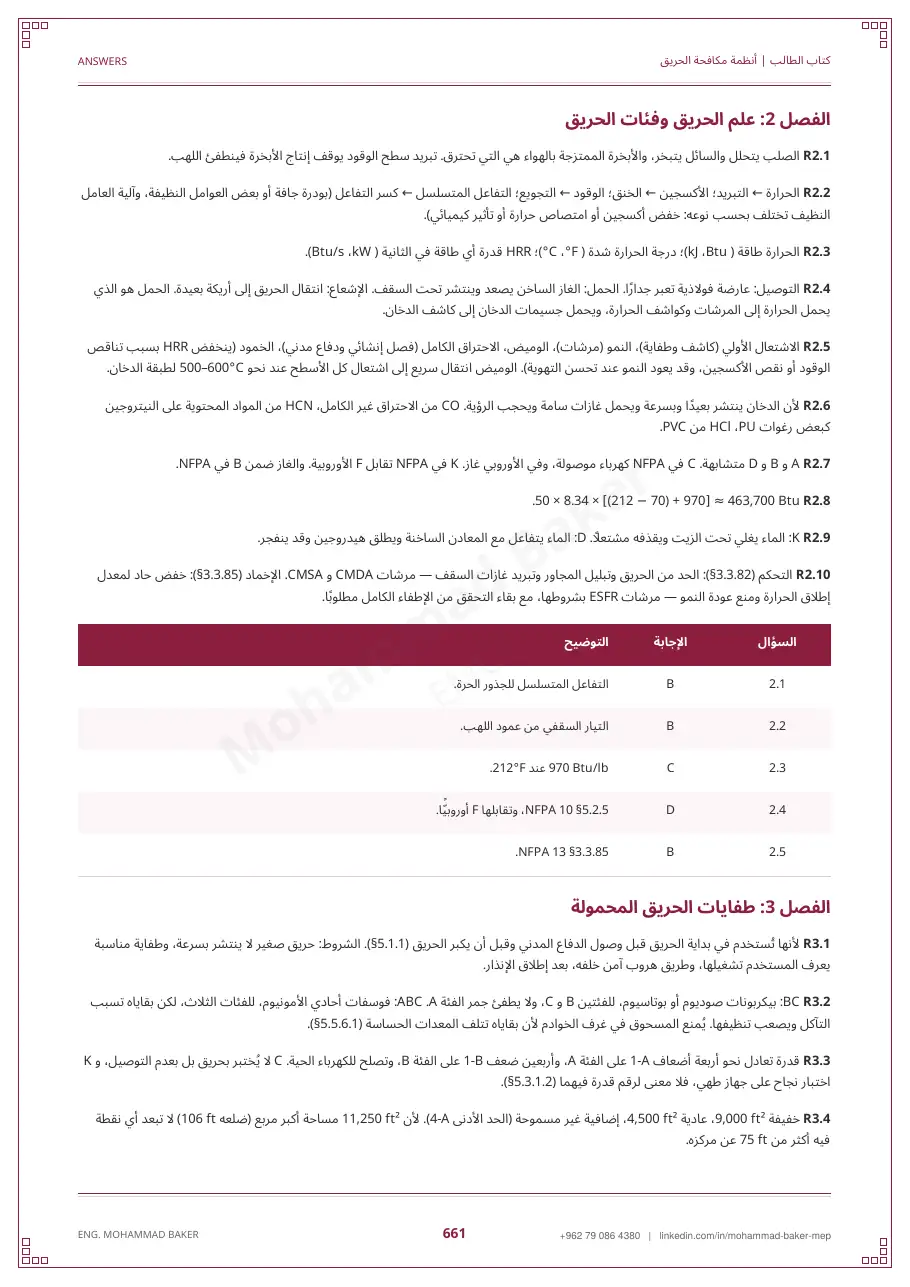 كتاب الطالب | أنظمة مكافحة الحريق
ANSWERS
الفصل 2: علم الحريق وفئات الحريق
R2.1 الصلب يتحلل والسائل يتبخر، والأبخرة الممتزجة بالهواء هي التي تحترق. تبريد سطح الوقود يوقف إنتاج الأبخرة فينطفئ اللهب.
R2.2 الحرارة ← التبريد؛ الأكسجين ← الخنق؛ الوقود ← التجويع؛ التفاعل المتسلسل ← كسر التفاعل (بودرة جافة أو بعض العوامل النظيفة، وآلية العامل
النظيف تختلف بحسب نوعه: خفض أكسجين أو امتصاص حرارة أو تأثير كيميائي).
R2.3 الحرارة طاقة ( kJ، Btu)؛ درجة الحرارة شدة ( °C، °F)؛ HRR قدرة أي طاقة في الثانية ( Btu/s، kW).
R2.4 التوصيل: عارضة فولاذية تعبر جدارًا. الحمل: الغاز الساخن يصعد وينتشر تحت السقف. الإشعاع: انتقال الحريق إلى أريكة بعيدة. الحمل هو الذي
يحمل الحرارة إلى المرشات وكواشف الحرارة، ويحمل جسيمات الدخان إلى كاشف الدخان.
R2.5 الاشتعال الأولي (كاشف وطفاية)، النمو (مرشات)، الوميض، الاحتراق الكامل (فصل إنشائي ودفاع مدني)، الخمود (ينخفض HRR بسبب تناقص
الوقود أو نقص الأكسجين، وقد يعود النمو عند تحسن التهوية). الوميض انتقال سريع إلى اشتعال كل الأسطح عند نحو 500–600°C لطبقة الدخان.
R2.6 لأن الدخان ينتشر بعيدًا وبسرعة ويحمل غازات سامة ويحجب الرؤية. CO من الاحتراق غير الكامل، HCN من المواد المحتوية على النيتروجين
كبعض رغوات PU، HCl من PVC.
R2.7 A و B و D متشابهة. C في NFPA كهرباء موصولة، وفي الأوروبي غاز. K في NFPA تقابل F الأوروبية. والغاز ضمن B في NFPA.
R2.8 50 × 8.34 × [(212 − 70) + 970] ≈ 463,700 Btu.
R2.9 K: الماء يغلي تحت الزيت ويقذفه مشتعلًا. D: الماء يتفاعل مع المعادن الساخنة ويطلق هيدروجين وقد ينفجر.
R2.10 التحكم (§3.3.82): الحد من الحريق وتبليل المجاور وتبريد غازات السقف — مرشات CMDA و CMSA. الإخماد (§3.3.85): خفض حاد لمعدل
إطلاق الحرارة ومنع عودة النمو — مرشات ESFR بشروطها، مع بقاء التحقق من الإطفاء الكامل مطلوبًا.
السؤال الإجابة التوضيح
2.1 B التفاعل المتسلسل للجذور الحرة.
2.2 B التيار السقفي من عمود اللهب.
2.3 C 970 Btu/lb عند 212°F.
2.4 D NFPA 10 §5.2.5، وتقابلها F أوروبيًّا.
2.5 B NFPA 13 §3.3.85.
الفصل 3: طفايات الحريق المحمولة
R3.1 لأنها تُستخدم في بداية الحريق قبل وصول الدفاع المدني وقبل أن يكبر الحريق (§5.1.1). الشروط: حريق صغير لا ينتشر بسرعة، وطفاية مناسبة
يعرف المستخدم تشغيلها، وطريق هروب آمن خلفه، بعد إطلاق الإنذار.
R3.2 BC: بيكربونات صوديوم أو بوتاسيوم، للفئتين B و C، ولا يطفئ جمر الفئة A. ABC: فوسفات أحادي الأمونيوم، للفئات الثلاث، لكن بقاياه تسبب
التآكل ويصعب تنظيفها. يُمنع المسحوق في غرف الخوادم لأن بقاياه تتلف المعدات الحساسة (§5.5.6.1).
R3.3 قدرة تعادل نحو أربعة أضعاف 1-A على الفئة A، وأربعين ضعف 1-B على الفئة B، وتصلح للكهرباء الحية. C لا يُختبر بحريق بل بعدم التوصيل، و K
اختبار نجاح على جهاز طهي، فلا معنى لرقم قدرة فيهما (§5.3.1.2).
R3.4 خفيفة 9,000 ft²، عادية 4,500 ft²، إضافية غير مسموحة (الحد الأدنى 4-A). لأن 11,250 ft² مساحة أكبر مربع (ضلعه 106 ft) لا تبعد أي نقطة
فيه أكثر من 75 ft عن مركزه.
Mohammad Baker
ENG. MOHAMMAD BAKER
661
+962 79 086 4380 | linkedin.com/in/mohammad-baker-mep